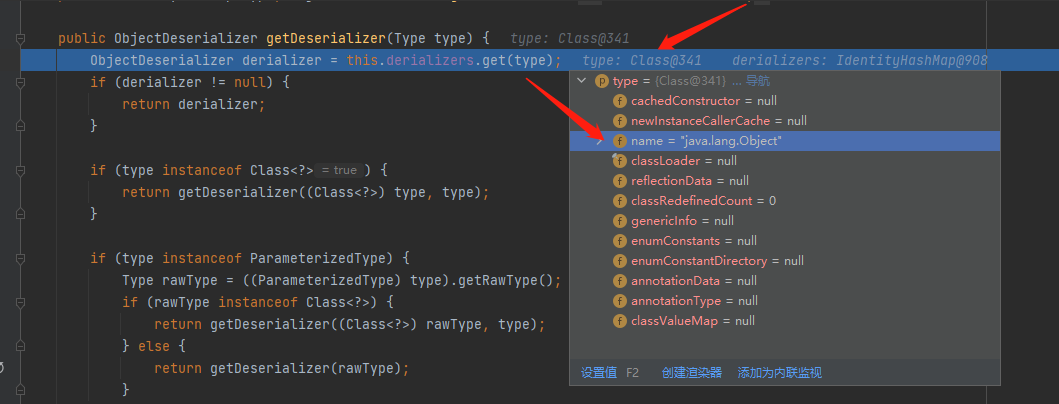 public ObjectDeserializer getDeserializer(Type type) {   type: Class@341
ObjectDeserializer derializer = this.derializers.get(type);   type: Class@341   derializers: IdentityHashMap@908
if (derializer != null) {
return derializer;
}
if (type instanceof Class<?> = true ) {
return getDeserializer((Class<?>) type, type);
}
if (type instanceof ParameterizedType) {
Type rawType = ((ParameterizedType) type).getRawType();
if (rawType instanceof Class<?>) {
return getDeserializer((Class<?>) rawType, type);
} else {
return getDeserializer(rawType);
}
p type = {Class@341} ... 导航
f cachedConstructor = null
f newInstanceCallerCache = null
f name = "java.lang.Object"
f classLoader = null
f reflectionData = null
f classRedefinedCount = 0
f genericInfo = null
f enumConstants = null
f enumConstantDirectory = null
f annotationData = null
f annotationType = null
f classValueMap = null
设置值 F2 创建渲染器 添加为内联监视